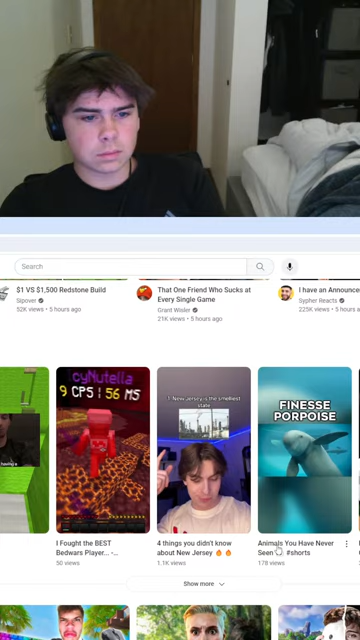 Search
$1 VS $1,500 Redstone Build
Sipover
52K views • 5 hours ago
That One Friend Who Sucks at
Every Single Game
Grant Wisler
21K views • 5 hours ago
I have an Announce
Sypher Reacts
225K views • 5 hour
cyNutella
9 CPS | 56 MS
1. New Jersey is the smallest
state
FINESSE
PORPOISE
having a
I Fought the BEST
Bedwars Player... -
50 views
4 things you didn't know
about New Jersey 🔥 🔥
1.1K views
Animals You Have Never
Seen #shorts
178 views
Show more